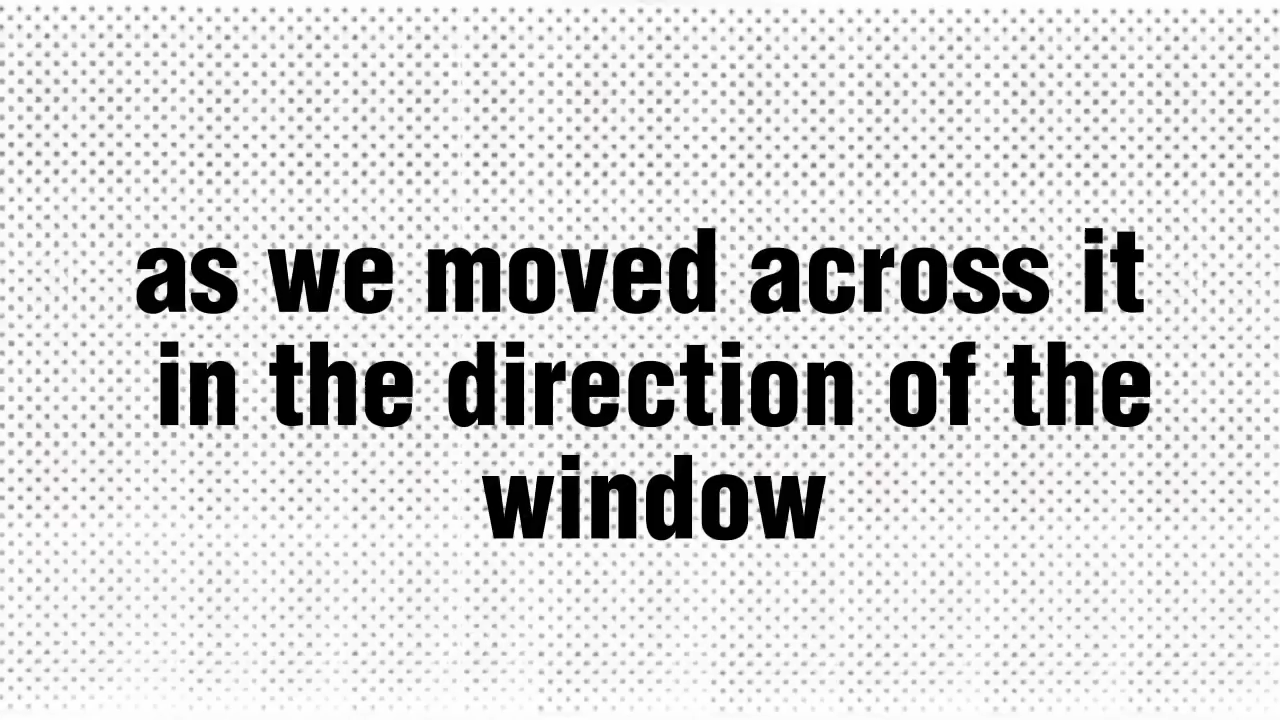 as we moved across it
in the direction of the
window